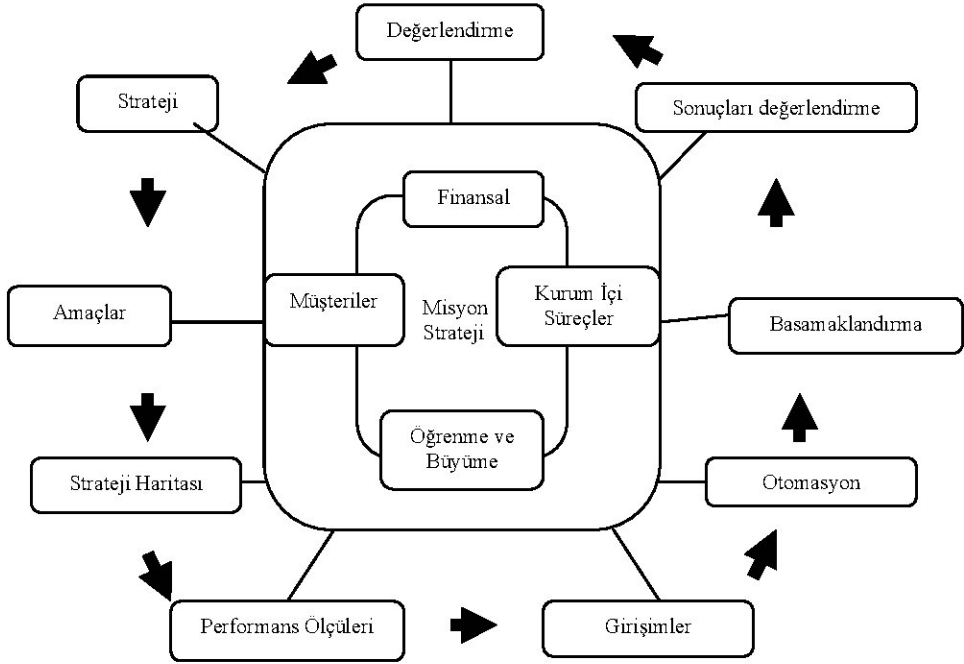 Değerlendirme
Strateji
Sonuçları değerlendirme
Finansal
Müşteriler
Misyon
Strateji
Kurum İçi
Süreçler
Amaçlar
Basamaklandırma
Öğrenme ve
Büyüme
Strateji Haritası
Otomasyon
Performans Ölçüleri
Girişimler